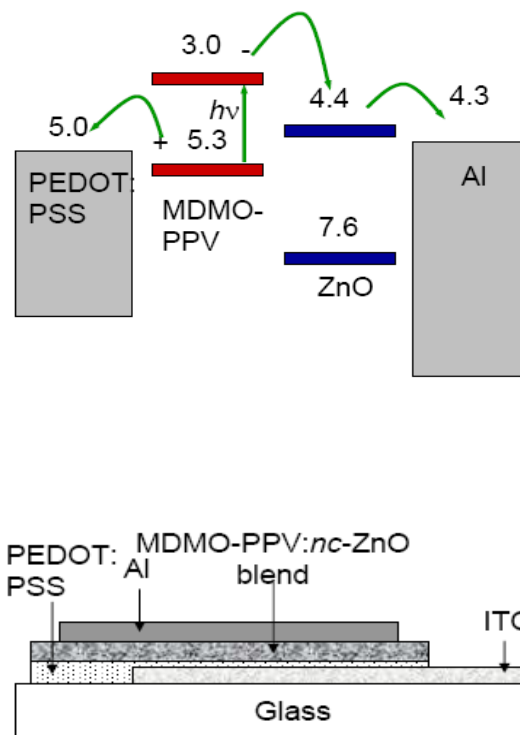 3.0
-
4.4
4.3
hν
5.0
+
5.3
PEDOT:
PSS
MDMO-
PPV
Al
7.6
ZnO
PEDOT:
PSS
Al
MDMO-PPV:nc-ZnO
blend
ITO
Glass